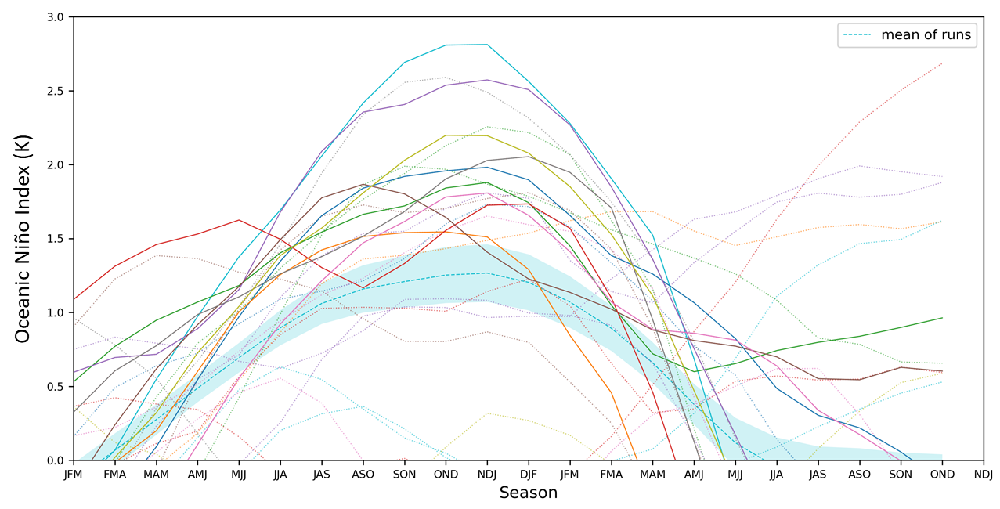 3.0
2.5
2.0
1.5
1.0
0.5
0.0
Oceanic Niño Index (K)
mean of runs
JFM FMA MAM AMJ MJJ JJA JAS ASO SON OND NDJ DJF JFM FMA MAM AMJ MJJ JJA JAS ASO SON OND NDJ
Season